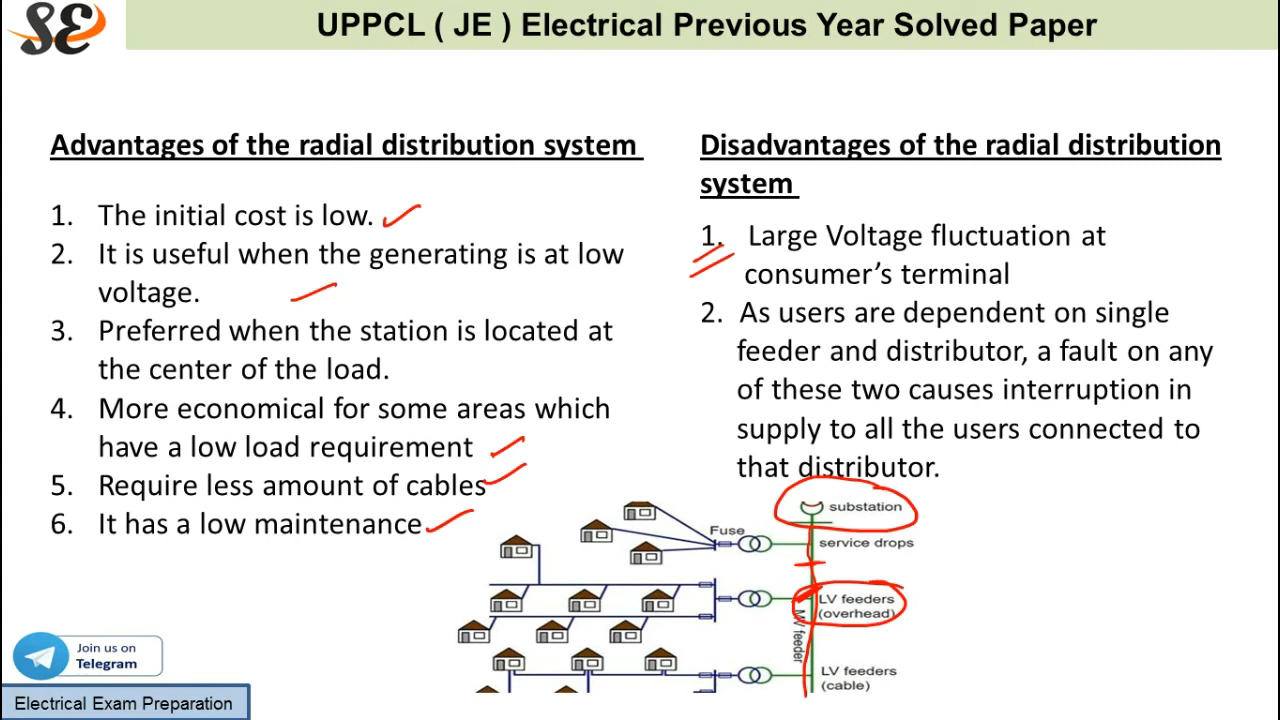 SE
UPPCL ( JE ) Electrical Previous Year Solved Paper
Advantages of the radial distribution system
1. The initial cost is low.
2. It is useful when the generating is at low
voltage.
3. Preferred when the station is located at
the center of the load.
4. More economical for some areas which
have a low load requirement
5. Require less amount of cables
6. It has a low maintenance
Disadvantages of the radial distribution
system
1. Large Voltage fluctuation at
consumer’s terminal
2. As users are dependent on single
feeder and distributor, a fault on any
of these two causes interruption in
supply to all the users connected to
that distributor.
substation
Fuse
service drops
LV feeders
(overhead)
MV feeder
LV feeders
(cable)
Join us on
Telegram
Electrical Exam Preparation